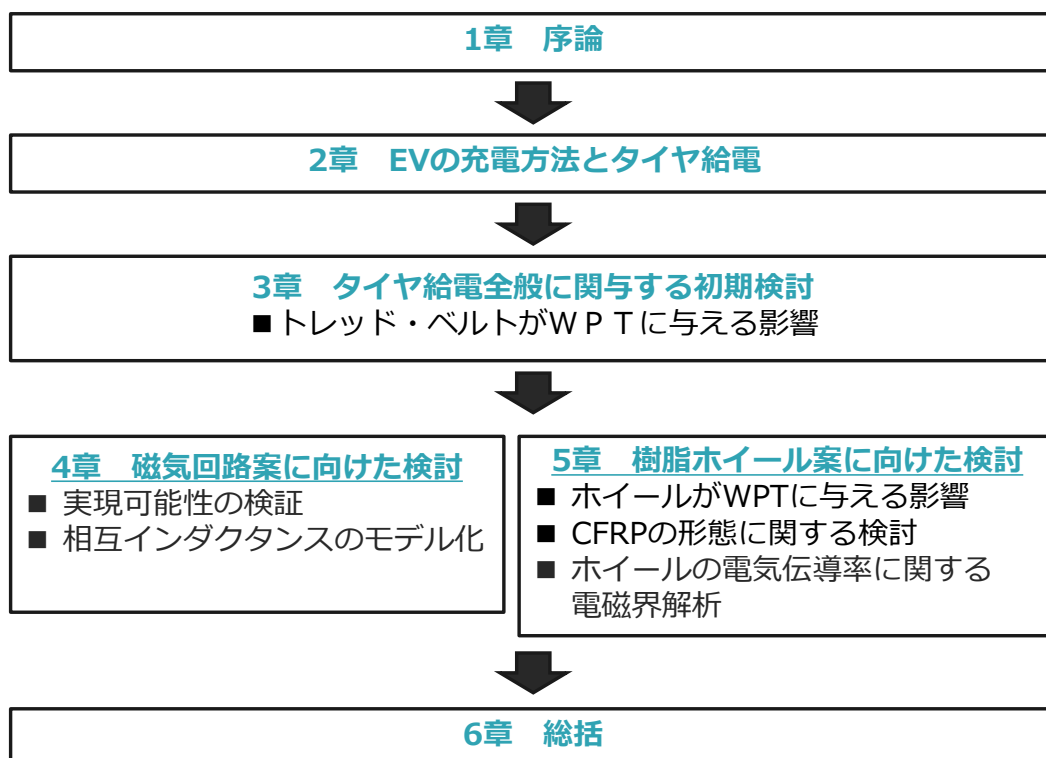 1章　序論
2章　EVの充電方法とタイヤ給電
3章　タイヤ給電全般に関与する初期検討
■トレッド・ベルトがＷＰＴに与える影響
4章　磁気回路案に向けた検討
■ 実現可能性の検証
■ 相互インダクタンスのモデル化
5章　樹脂ホイール案に向けた検討
■ ホイールがWPTに与える影響
■ CFRPの形態に関する検討
■ ホイールの電気伝導率に関する
電磁界解析
6章　総括